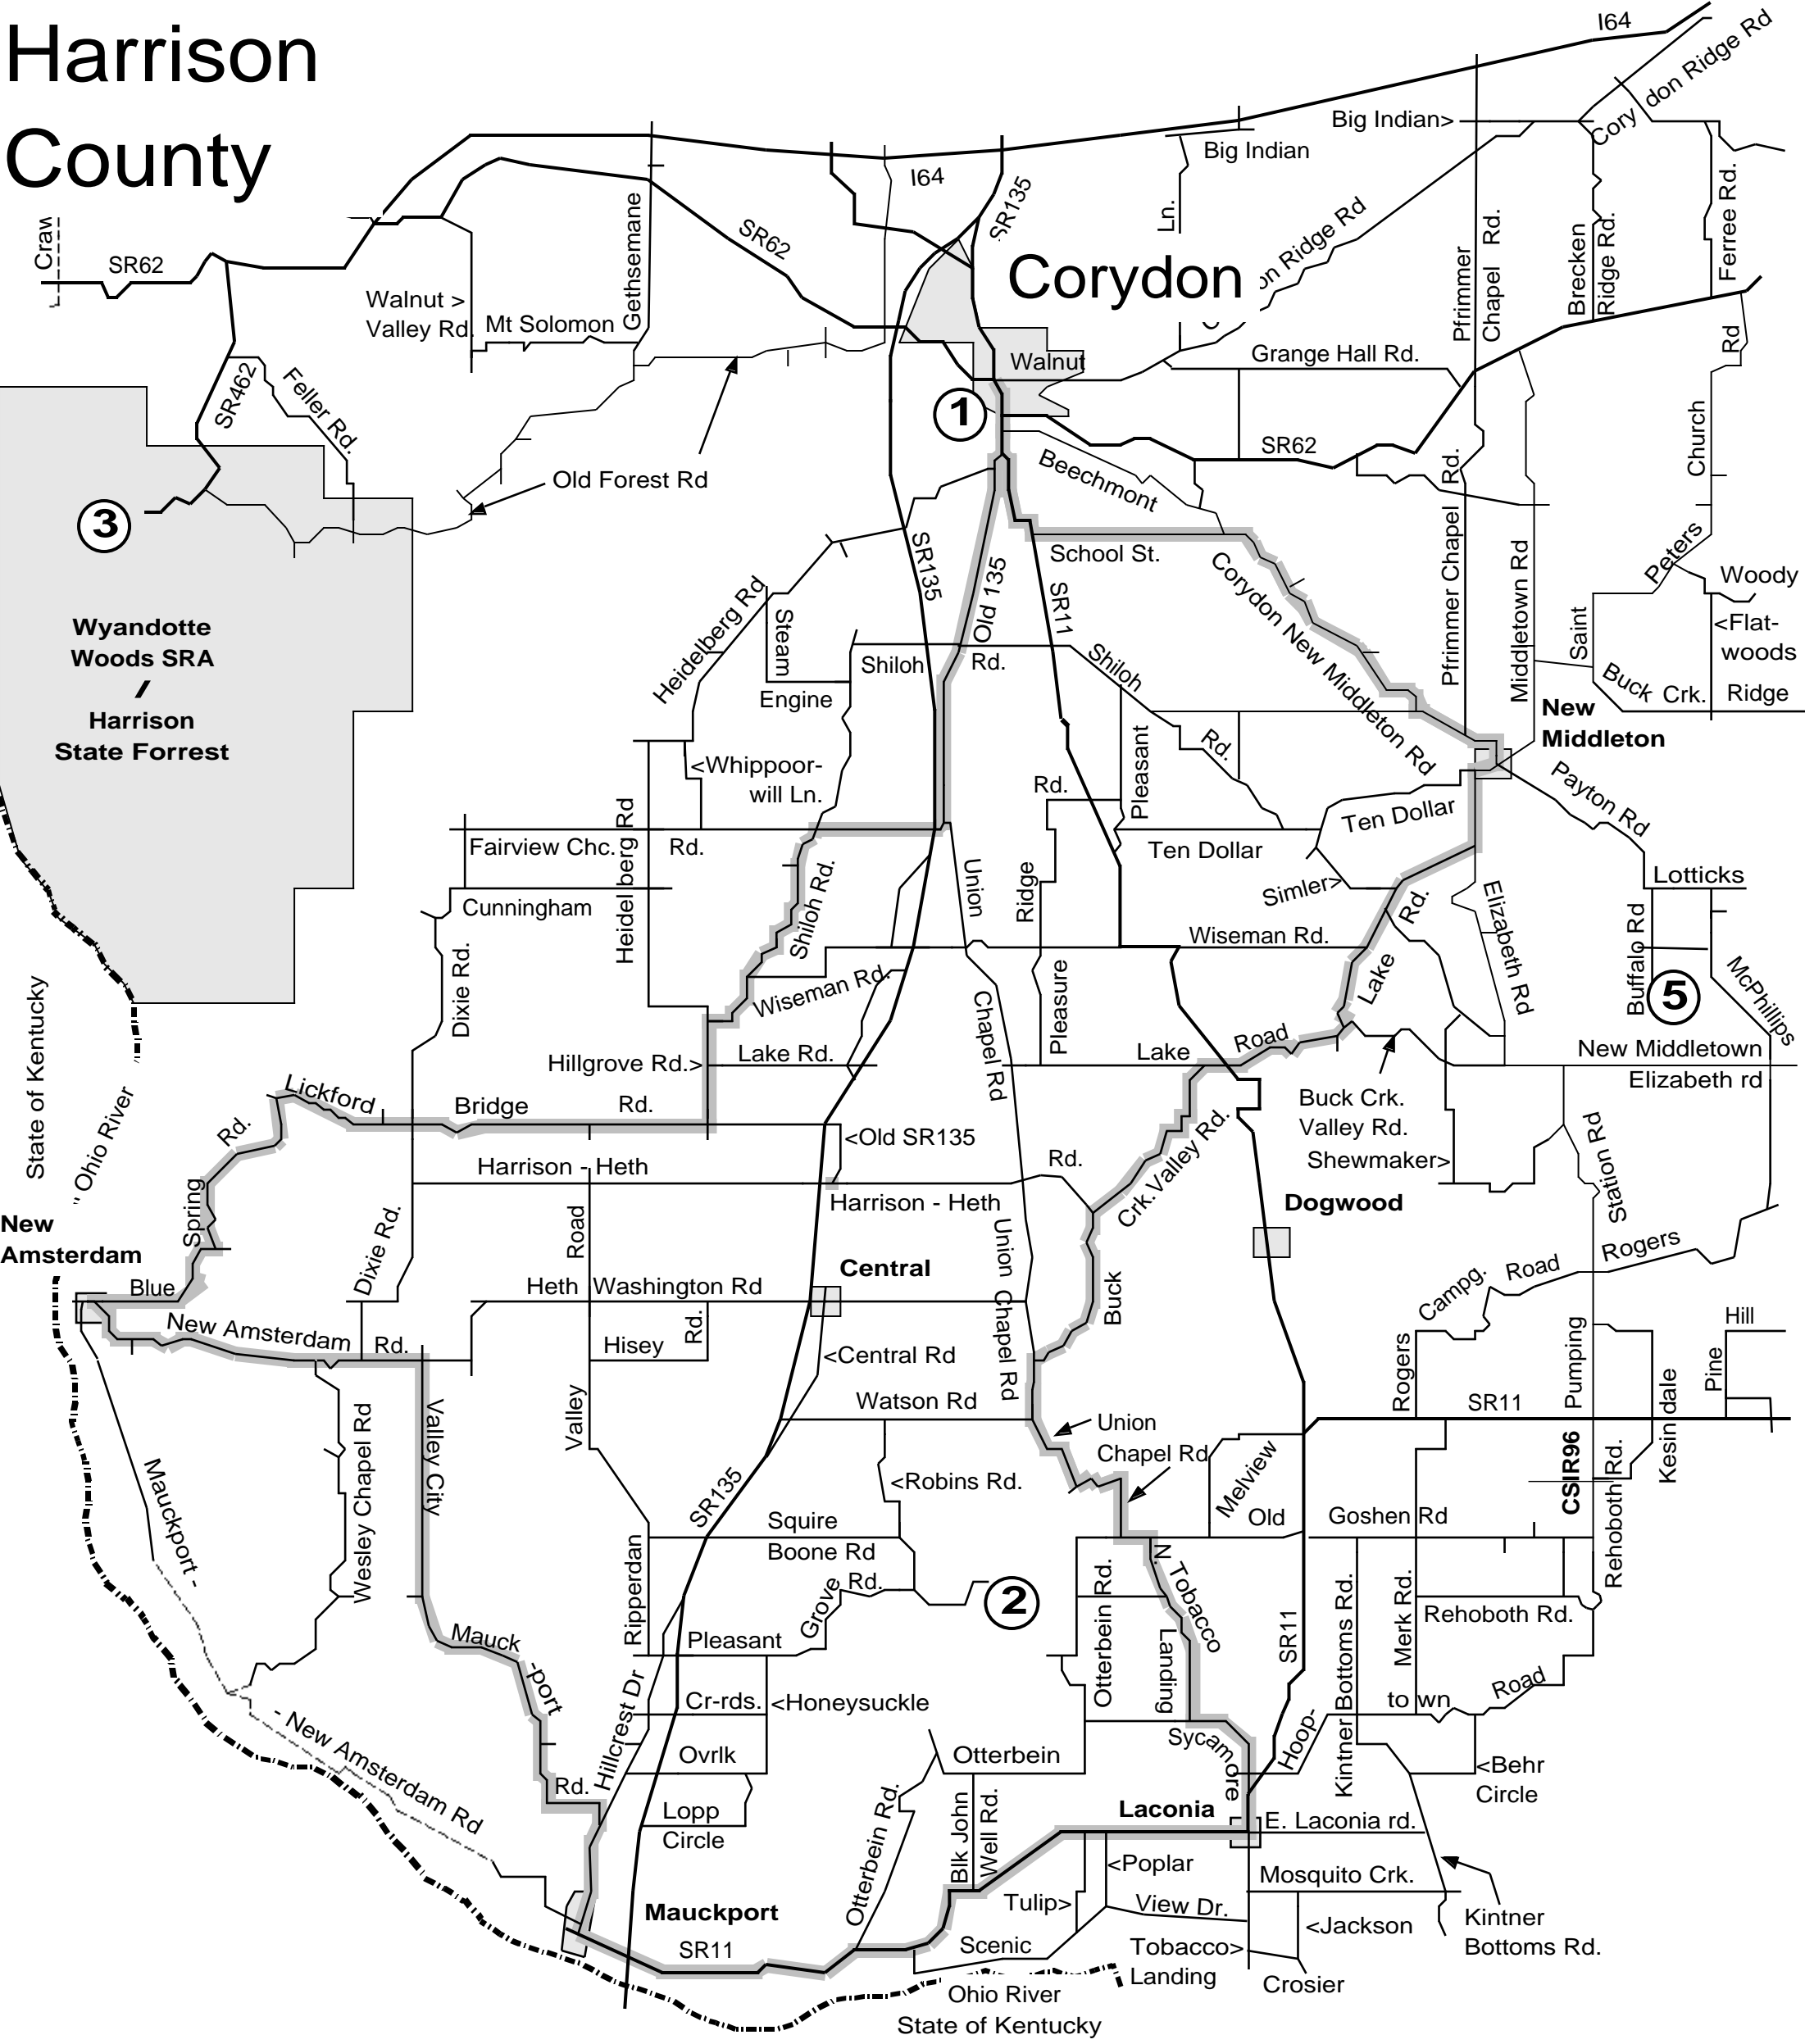 Harrison
County
I64
Cory
don Ridge Rd
Big Indian>
Big Indian
I64
SR135
Ln.
Craw
SR62
SR62
Gethsemane
Walnut >
Valley Rd.
Mt Solomon
Corydon
on Ridge Rd
Pfrimmer
Chapel Rd.
Brecken
Ridge Rd.
Ferree Rd.
Rd
Walnut
Grange Hall Rd.
SR462
Feller Rd.
1
SR62
Beechmont
Church
Old Forest Rd
3
Pfrimmer Chapel Rd.
Middletown Rd
Peters
Saint
Woody
<Flat-
woods
Buck Crk. Ridge
School St.
SR135
Old 135
SR11
Corydon New Middleton Rd
Wyandotte
Woods SRA
/
Harrison
State Forrest
Heidelberg Rd
Steam
Engine
Shiloh
Rd.
Shiloh
Rd.
New
Middleton
<Whippoor-
will Ln.
Rd.
Pleasant
Ten Dollar
Payton Rd
Fairview Chc. Rd.
Heidel berg Rd
Ten Dollar
Union
Ridge
Simler>
Lotticks
Cunningham
Shiloh Rd.
Rd.
Elizabeth Rd
Buffalo Rd
Wiseman Rd.
Wiseman Rd.
Dixie Rd.
Lake
5
McPhillips
State of Kentucky
Chapel Rd
Pleasure
Hillgrove Rd.>
Lake Rd.
Lake
Road
New Middletown
Elizabeth rd
Ohio River
Lickford
Bridge
Rd.
Buck Crk.
Valley Rd.
Shewmaker>
Rd.
<Old SR135
Crk.Valley Rd.
Station Rd
Harrison - Heth
Rd.
Harrison - Heth
Dogwood
Spring
New
Amsterdam
Dixie Rd.
Road
Union Chapel Rd
Central
Buck
Campg.
Road
Rogers
Blue
Heth Washington Rd
New Amsterdam
Rd.
Hisey
Rd.
<Central Rd
Rogers
Pumping
Hill
Pine
Watson Rd
SR11
Kesin dale
Valley
Valley City
Wesley Chapel Rd
Union
Chapel Rd
Mauckport -
SR135
<Robins Rd.
Melview
CSIR96
Rehoboth Rd.
Squire
Boone Rd
Old
Goshen Rd
Ripperdan
Grove
Rd.
2
N. Tobacco
Landing
Otterbein Rd.
Kintner Bottoms Rd.
Merk Rd.
Rehoboth Rd.
Mauck
-port
Rd.
Pleasant
SR11
Cr-rds.
<Honeysuckle
to wn
Road
- New Amsterdam Rd
Hillcrest Dr
Ovrlk
Otterbein
Sycamore
Hoop-
<Behr
Circle
Lopp
Circle
Otterbein Rd.
Blk John
Well Rd.
Laconia
E. Laconia rd.
<Poplar
Mosquito Crk.
Mauckport
Tulip>
View Dr.
<Jackson
Kintner
Bottoms Rd.
SR11
Scenic
Tobacco>
Landing
Crosier
Ohio River
State of Kentucky